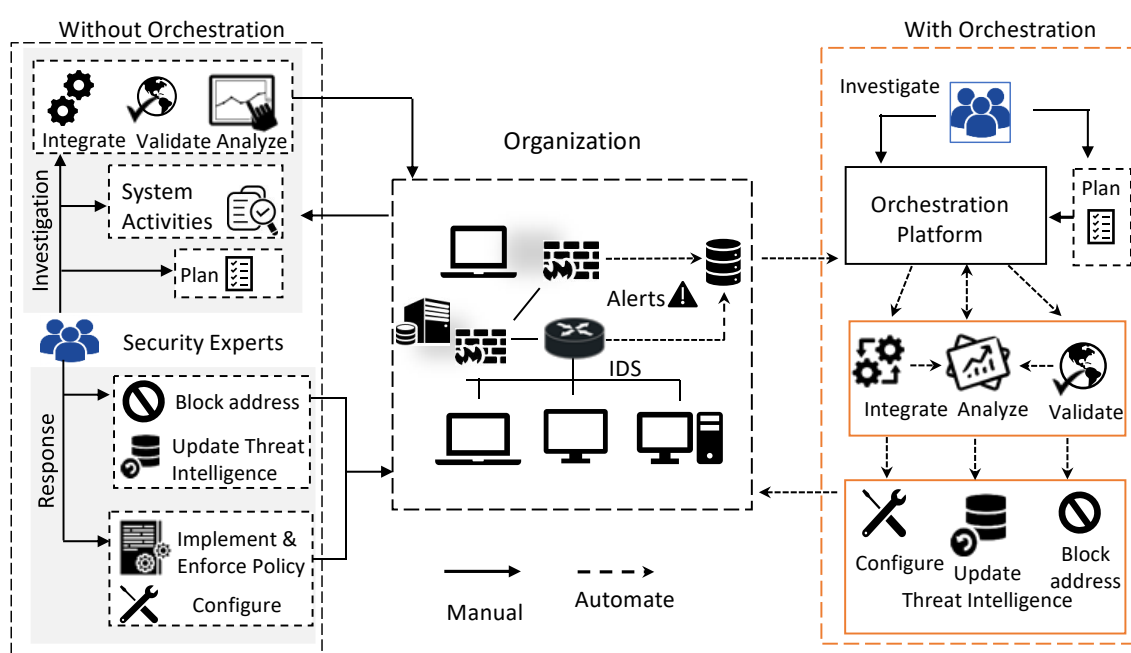 Without Orchestration
Integrate
Validate
Analyze
System
Activities
Plan
Investigation
Security Experts
Block address
Update Threat
Intelligence
Response
Implement &
Enforce Policy
Configure
Organization
Alerts
IDS
Manual
Automate
With Orchestration
Investigate
Orchestration
Platform
Plan
Integrate
Analyze
Validate
Configure
Update
Threat Intelligence
Block
address